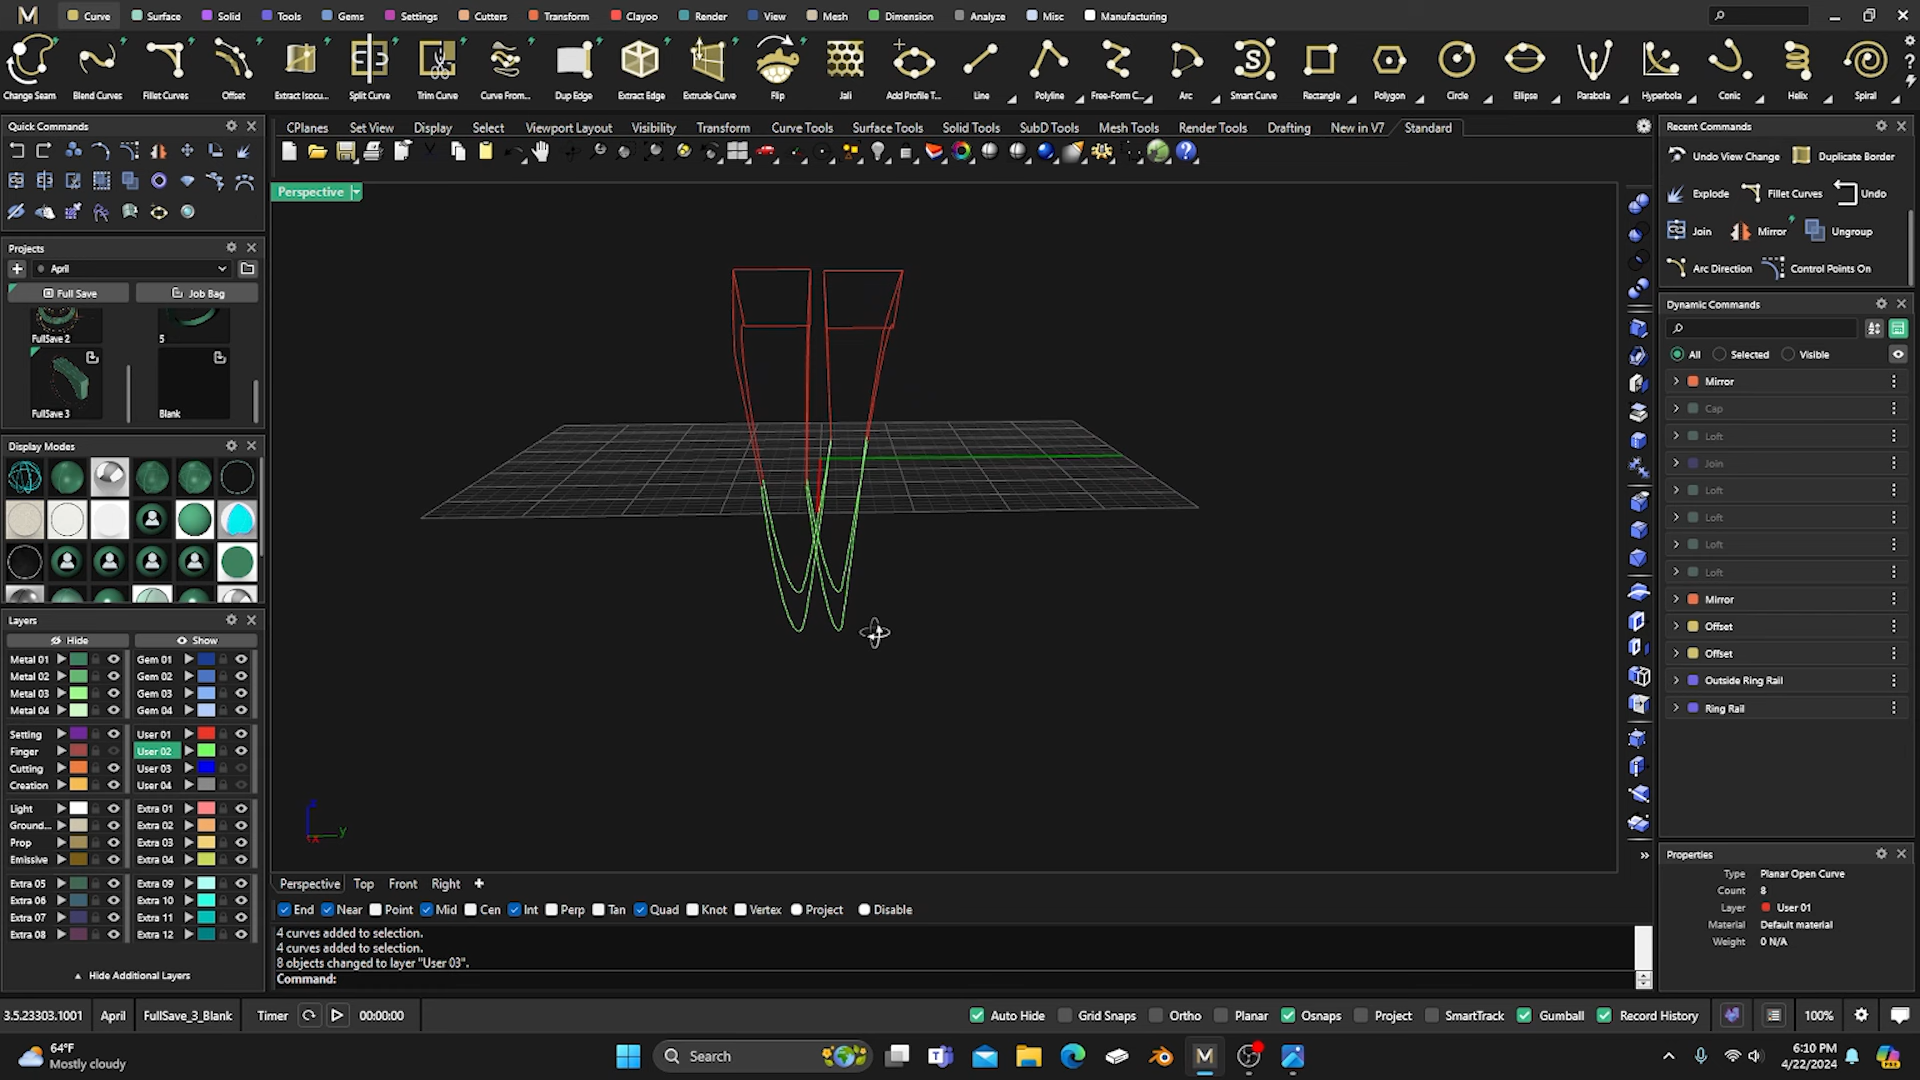 M Curve Surface Solid Tools Gems Settings Cutters Transform Clayoo Render View Mesh Dimension Analyze Misc Manufacturing
Change Seam Blend Curves Fillet Curves Offset Extract Isocu... Split Curve Trim Curve Curve From... Dup Edge Extract Edge Extrude Curve Flip Jali Add Profile T... Line Polyline Free-Form C... Arc Smart Curve Rectangle Polygon Circle Ellipse Parabola Hyperbola Conic Helix Spiral
Quick Commands
CPlanes Set View Display Select Viewport Layout Visibility Transform Curve Tools Surface Tools Solid Tools SubD Tools Mesh Tools Render Tools Drafting New in V7 Standard
Perspective
Projects
April
Full Save Job Bag
FullSave 2 5
FullSave 3 Blank
Display Modes
Layers
Hide Show
Metal 01 Gem 01
Metal 02 Gem 02
Metal 03 Gem 03
Metal 04 Gem 04
Setting User 01
Finger User 02
Cutting User 03
Creation User 04
Light Extra 01
Ground... Extra 02
Prop Extra 03
Emissive Extra 04
Extra 05 Extra 09
Extra 06 Extra 10
Extra 07 Extra 11
Extra 08 Extra 12
Hide Additional Layers
y
x
Perspective Top Front Right
End Near Point Mid Cen Int Perp Tan Quad Knot Vertex Project Disable
4 curves added to selection.
4 curves added to selection.
8 objects changed to layer "User 03".
Command:
Recent Commands
Undo View Change Duplicate Border
Explode Fillet Curves Undo
Join Mirror Ungroup
Arc Direction Control Points On
Dynamic Commands
All Selected Visible
Mirror
Cap
Loft
Join
Loft
Loft
Loft
Loft
Mirror
Offset
Offset
Outside Ring Rail
Ring Rail
Properties
Type Planar Open Curve
Count 8
Layer User 01
Material Default material
Weight 0 N/A
3.5.23303.1001 April FullSave_3_Blank Timer 00:00:00 Auto Hide Grid Snaps Ortho Planar Osnaps Project SmartTrack Gumball Record History 100%
64°F
Mostly cloudy
Search
6:10 PM
4/22/2024